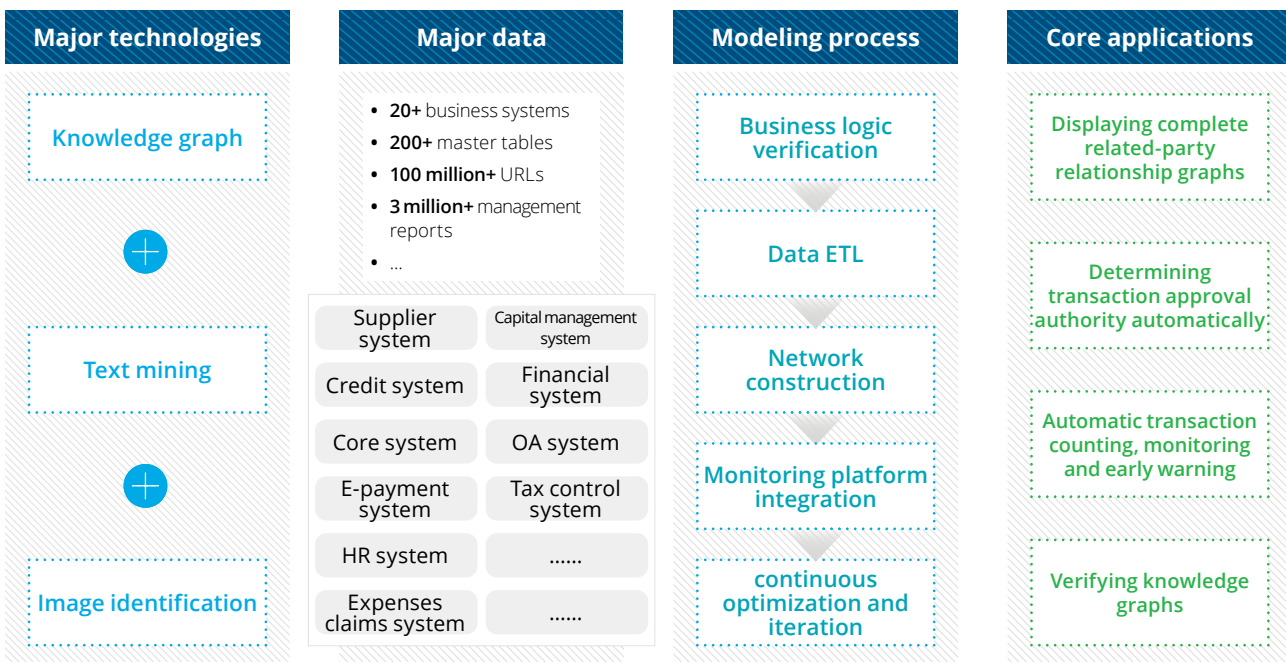 Major technologies
Knowledge graph
Text mining
Image identification
Major data
• 20+ business systems
• 200+ master tables
• 100 million+ URLs
• 3 million+ management
reports
• ...
Supplier
system
Capital management
system
Credit system
Financial
system
Core system
OA system
E-payment
system
Tax control
system
HR system
......
Expenses
claims system
......
Modeling process
Business logic
verification
Data ETL
Network
construction
Monitoring platform
integration
continuous
optimization and
iteration
Core applications
Displaying complete
related-party
relationship graphs
Determining
transaction approval
authority automatically
Automatic transaction
counting, monitoring
and early warning
Verifying knowledge
graphs